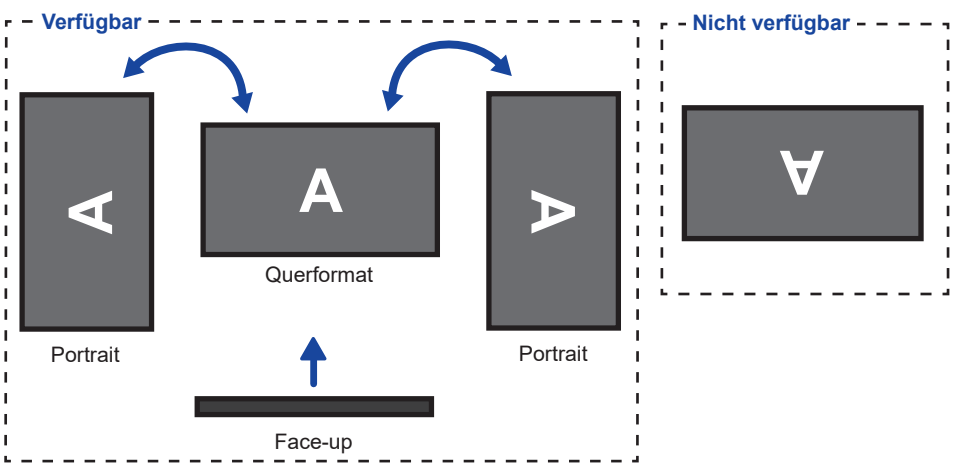 Verfügbar
Nicht verfügbar
A
A
A
A
Querformat
Portrait
Portrait
Face-up